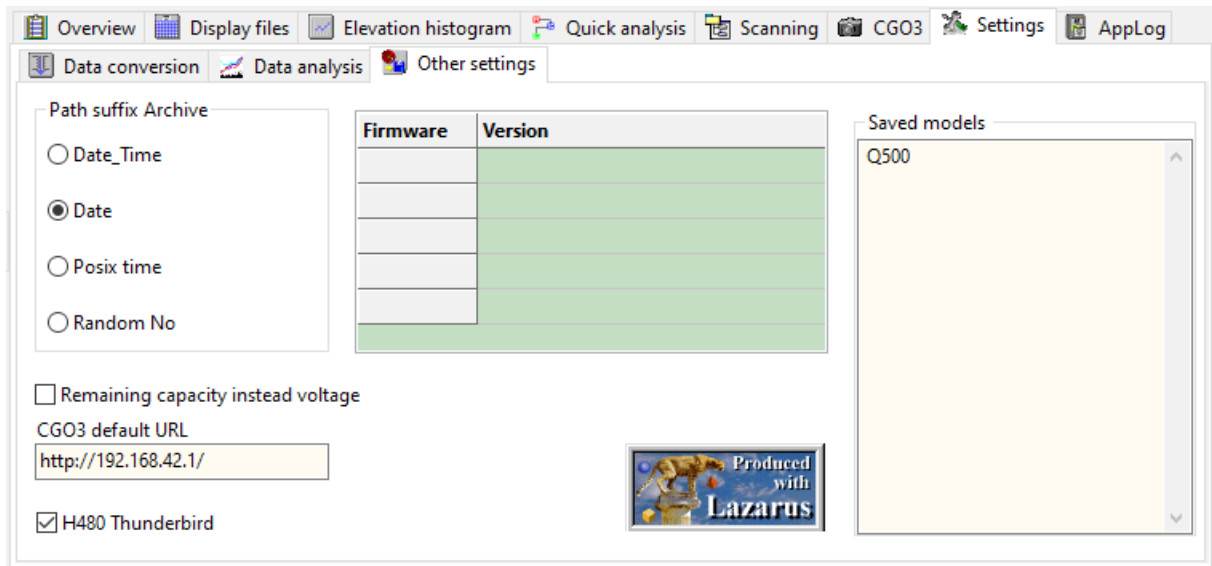 Overview Display files Elevation histogram Quick analysis Scanning CGO3 Settings AppLog
Data conversion Data analysis Other settings
Path suffix Archive
Date_Time
Date
Posix time
Random No
Firmware Version
Saved models
Q500
Remaining capacity instead voltage
CGO3 default URL
http://192.168.42.1/
H480 Thunderbird
Produced
with
Lazarus